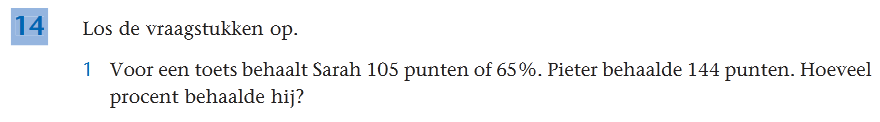 14 Los de vraagstukken op.
1 Voor een toets behaalt Sarah 105 punten of 65%. Pieter behaalde 144 punten. Hoeveel
procent behaalde hij?